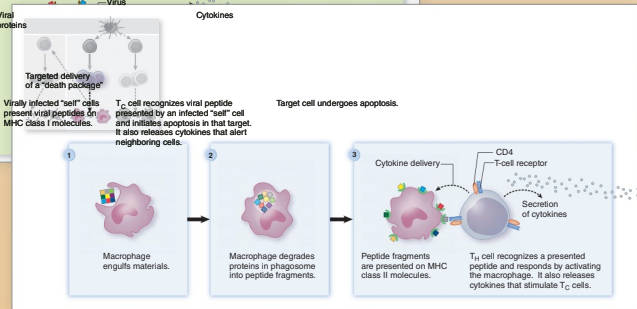 Virus
Viral
proteins
Cytokines
Targeted delivery
of a "death package"
Virally infected "self" cells
present viral peptides on
MHC class I molecules.
TC cell recognizes viral peptide
presented by an infected "self" cell
and initiates apoptosis in that target.
It also releases cytokines that alert
neighboring cells.
Target cell undergoes apoptosis.
1
Macrophage
engulfs materials.
2
Macrophage degrades
proteins in phagosome
into peptide fragments.
3
Cytokine delivery
CD4
T-cell receptor
Secretion
of cytokines
Peptide fragments
are presented on MHC
class II molecules.
TH cell recognizes a presented
peptide and responds by activating
the macrophage. It also releases
cytokines that stimulate TC cells.